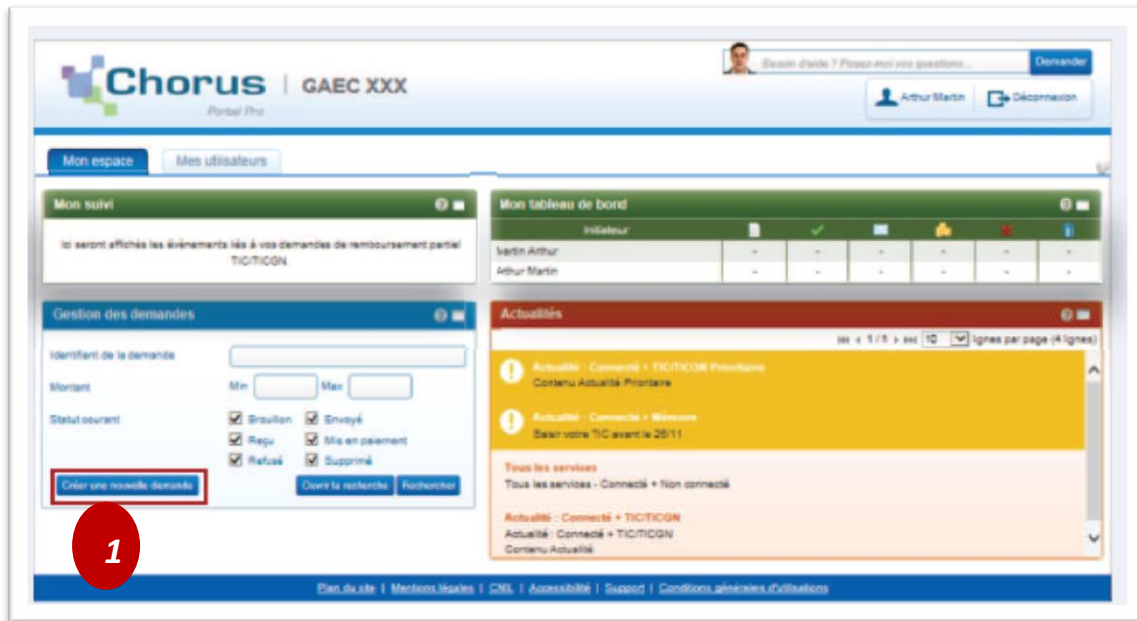 Chorus | GAEC XXX
Portail Pro
Besoin d'aide ? Posez-moi vos questions...
Demander
Arthur Martin
Déconnexion
Mon espace
Mes utilisateurs
Mon suivi
Ici seront affichés les événements liés à vos demandes de remboursement partiel
TIC/TICGN.
Mon tableau de bord
Initiateur
Martin Arthur - - - - - -
Arthur Martin - - - - - -
Gestion des demandes
Identifiant de la demande
Montant Min Max
Statut courant
Brouillon Envoyé
Reçu Mis en paiement
Refusé Supprimé
Créer une nouvelle demande
Ouvrir la recherche Rechercher
1
Actualités
1 / 1 10 lignes par page (4 lignes)
Actualité : Connecté + TIC/TICGN Prioritaire
Contenu Actualité Prioritaire
Actualité : Connecté + Mémoire
Saisir votre TIC avant le 26/11
Tous les services
Tous les services - Connecté + Non connecté
Actualité : Connecté + TIC/TICGN
Actualité : Connecté + TIC/TICGN
Contenu Actualité
Plan du site | Mentions légales | CNIL | Accessibilité | Support | Conditions générales d'utilisations